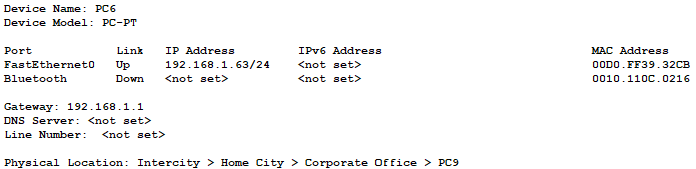 Device Name: PC6
Device Model: PC-PT
Port Link IP Address IPv6 Address MAC Address
FastEthernet0 Up 192.168.1.63/24 <not set> 00D0.FF39.32CB
Bluetooth Down <not set> <not set> 0010.110C.0216
Gateway: 192.168.1.1
DNS Server: <not set>
Line Number: <not set>
Physical Location: Intercity > Home City > Corporate Office > PC9